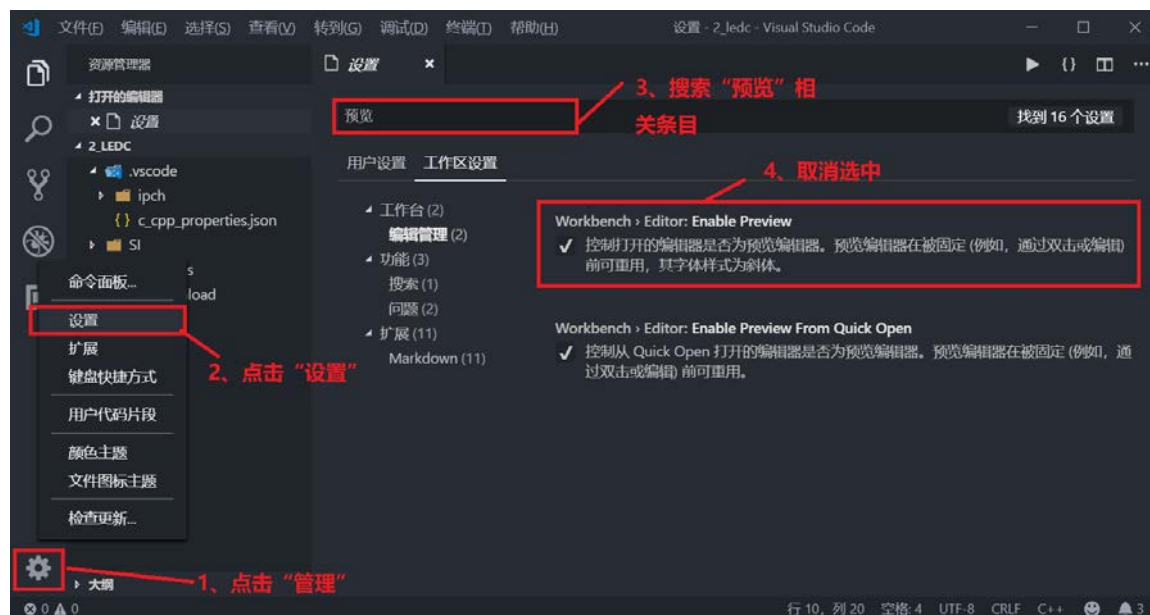 文件(F) 编辑(E) 选择(S) 查看(V) 转到(G) 调试(D) 终端(T) 帮助(H) 设置 - 2_ledc - Visual Studio Code
资源管理器
设置
打开的编辑器
设置
2_LEDC
.vscode
ipch
{} c_cpp_properties.json
SI
s
load
命令面板...
设置
扩展
键盘快捷方式
用户代码片段
颜色主题
文件图标主题
检查更新...
大纲
1、点击“管理”
2、点击“设置”
3、搜索“预览”相
关条目
预览
找到 16 个设置
用户设置 工作区设置
4、取消选中
工作台 (2)
编辑管理 (2)
功能 (3)
搜索 (1)
问题 (2)
扩展 (11)
Markdown (11)
Workbench › Editor: Enable Preview
控制打开的编辑器是否为预览编辑器。预览编辑器在被固定 (例如，通过双击或编辑)
前可重用，其字体样式为斜体。
Workbench › Editor: Enable Preview From Quick Open
控制从 Quick Open 打开的编辑器是否为预览编辑器。预览编辑器在被固定 (例如，通
过双击或编辑) 前可重用。
0 0 行 10，列 20 空格: 4 UTF-8 CRLF C++ 3